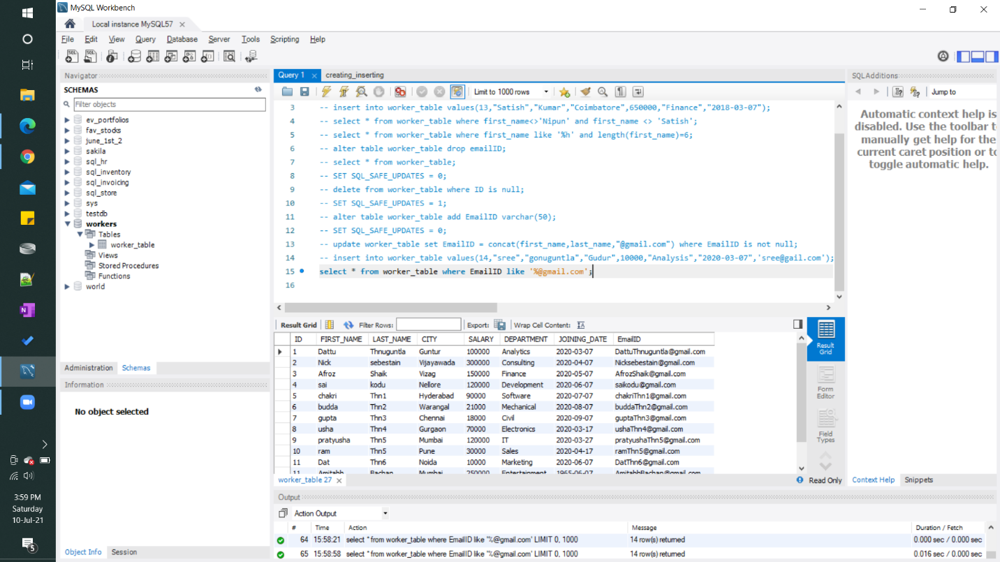 MySQL Workbench
Local instance MySQL57
File Edit View Query Database Server Tools Scripting Help
Navigator
SCHEMAS
Filter objects
ev_portfolios
fav_stocks
june_1st_2
sakila
sql_hr
sql_inventory
sql_invoicing
sql_store
sys
testdb
workers
Tables
worker_table
Views
Stored Procedures
Functions
world
Administration Schemas
Information
No object selected
Object Info Session
Query 1 creating_inserting
Limit to 1000 rows
3 -- insert into worker_table values(13,"Satish","Kumar","Coimbatore",650000,"Finance","2018-03-07");
4 -- select * from worker_table where first_name<>'Nipun' and first_name <> 'Satish';
5 -- select * from worker_table where first_name like '%h' and length(first_name)=6;
6 -- alter table worker_table drop emailID;
7 -- select * from worker_table;
8 -- SET SQL_SAFE_UPDATES = 0;
9 -- delete from worker_table where ID is null;
10 -- SET SQL_SAFE_UPDATES = 1;
11 -- alter table worker_table add EmailID varchar(50);
12 -- SET SQL_SAFE_UPDATES = 0;
13 -- update worker_table set EmailID = concat(first_name,last_name,"@gmail.com") where EmailID is not null;
14 -- insert into worker_table values(14,"sree","gonuguntla","Gudur",10000,"Analysis","2020-03-07",'sree@gail.com');
15 select * from worker_table where EmailID like '%@gmail.com';
16
Result Grid Filter Rows: Export: Wrap Cell Content:
ID FIRST_NAME LAST_NAME CITY SALARY DEPARTMENT JOINING_DATE EmailID
1 Dattu Thnuguntla Guntur 100000 Analytics 2020-03-07 DattuThnuguntla@gmail.com
2 Nick sebestain Vijayawada 300000 Consulting 2020-04-07 Nicksebestain@gmail.com
3 Afroz Shaik Vizag 150000 Finance 2020-05-07 AfrozShaik@gmail.com
4 sai kodu Nellore 120000 Development 2020-06-07 saikodu@gmail.com
5 chakri Thn1 Hyderabad 90000 Software 2020-07-07 chakriThn1@gmail.com
6 budda Thn2 Warangal 21000 Mechanical 2020-08-07 buddaThn2@gmail.com
7 gupta Thn3 Chennai 18000 Civil 2020-09-07 guptaThn3@gmail.com
8 usha Thn4 Gurgaon 70000 Electronics 2020-03-17 ushaThn4@gmail.com
9 pratyusha Thn5 Mumbai 120000 IT 2020-03-27 pratyushaThn5@gmail.com
10 ram Thn5 Pune 30000 Sales 2020-04-17 ramThn5@gmail.com
11 Dat Thn6 Noida 10000 Marketing 2020-06-07 DatThn6@gmail.com
11 Amitabh Bachan Mumbai 250000 Entertainment 1965-06-07 AmitabhBachan@gmail.com
Result Grid
Form Editor
Field Types
worker_table 27
Read Only
SQLAdditions
Jump to
Automatic context help is
disabled. Use the toolbar t
manually get help for the
current caret position or to
toggle automatic help.
Context Help Snippets
Output
Action Output
# Time Action Message Duration / Fetch
64 15:58:21 select * from worker_table where EmailID like '%@gmail.com' LIMIT 0, 1000 14 row(s) returned 0.000 sec / 0.000 sec
65 15:58:58 select * from worker_table where EmailID like '%@gmail.com' LIMIT 0, 1000 14 row(s) returned 0.016 sec / 0.000 sec
3:59 PM
Saturday
10-Jul-21
5